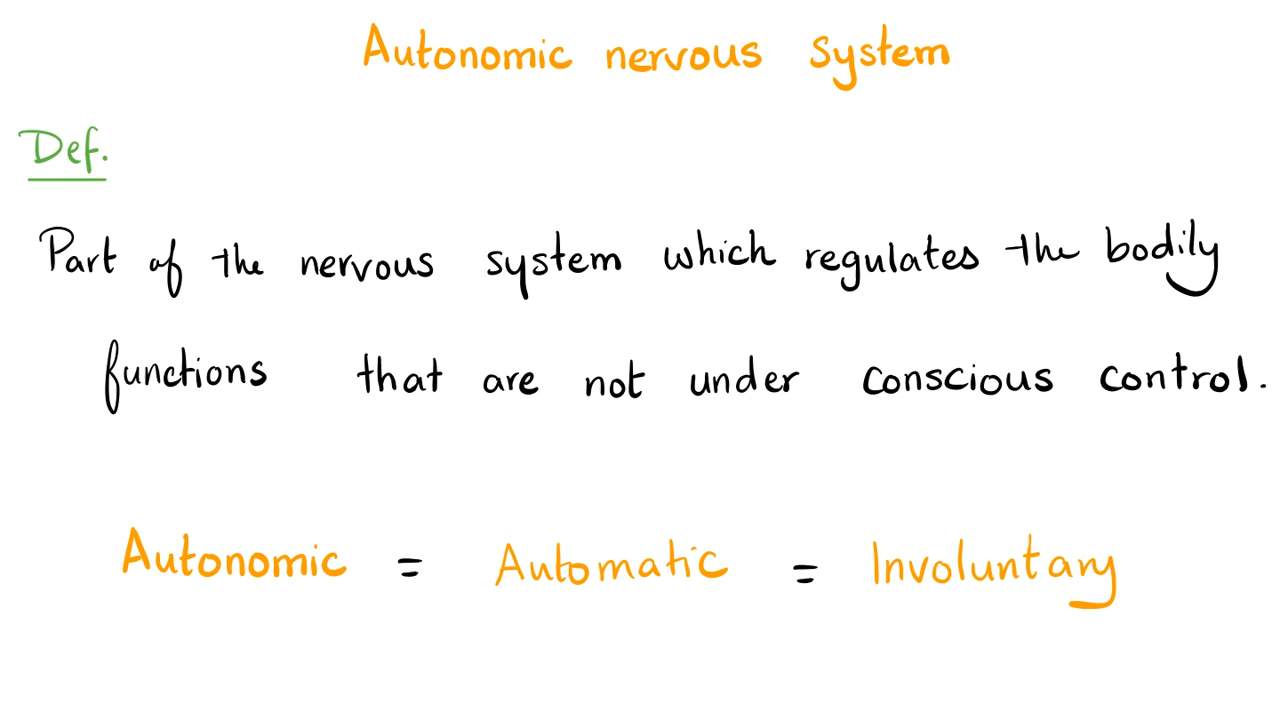 Autonomic nervous system
Def.
Part of the nervous system which regulates the bodily
functions that are not under conscious control.
Autonomic = Automatic = Involuntary